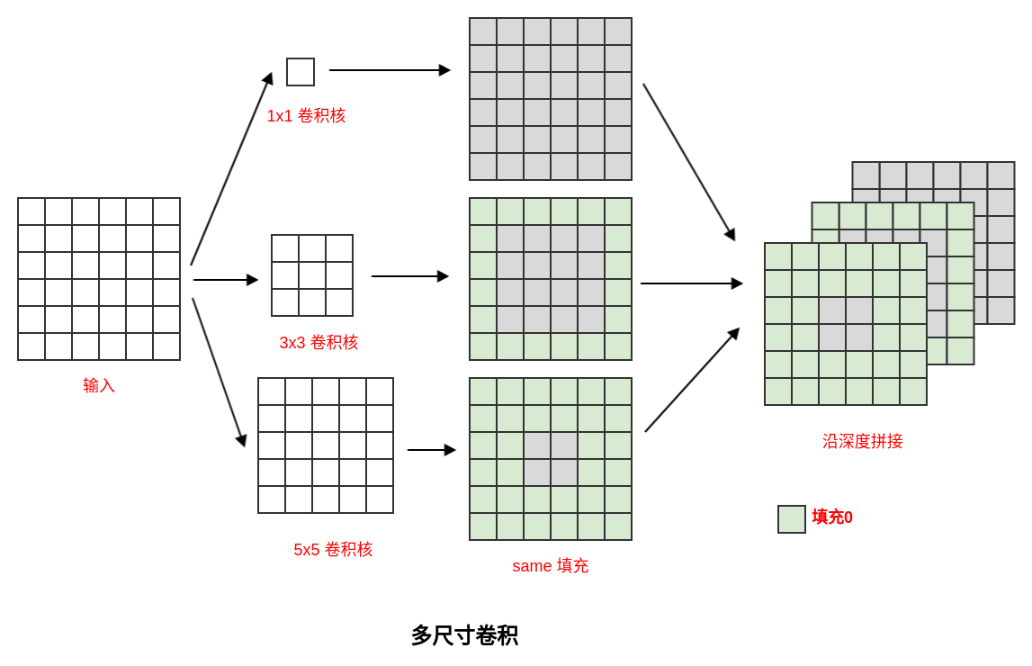 1x1 卷积核
输入
3x3 卷积核
5x5 卷积核
same 填充
沿深度拼接
填充0
多尺寸卷积